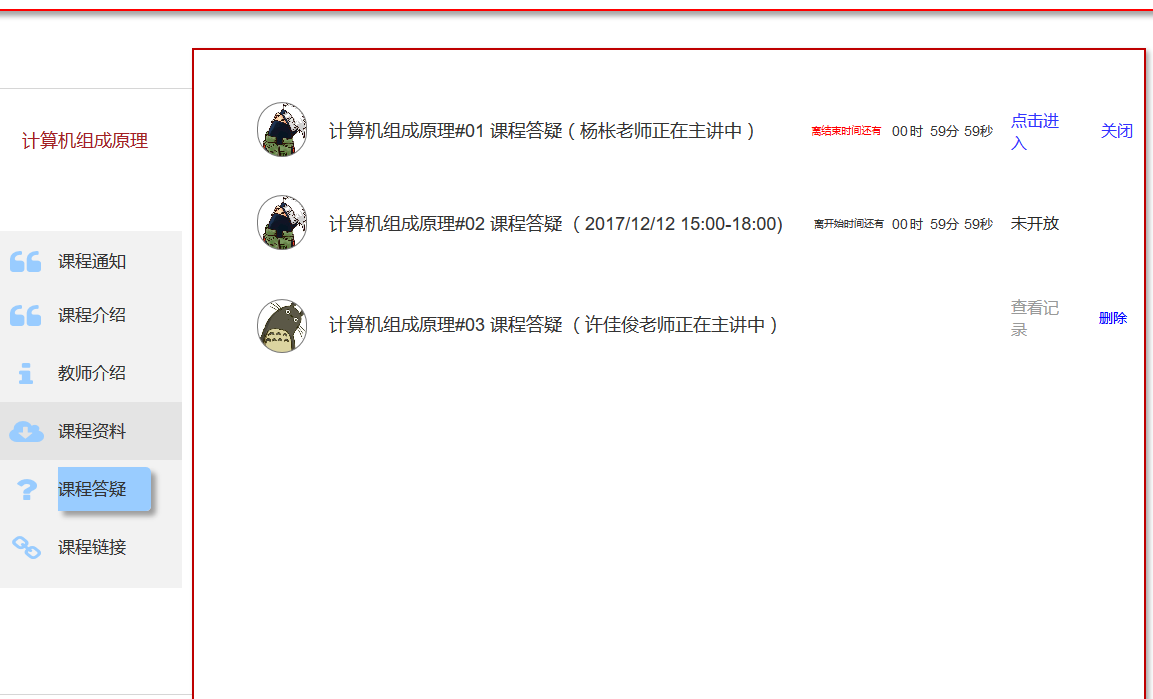 计算机组成原理
课程通知
课程介绍
教师介绍
课程资料
课程答疑
课程链接
计算机组成原理#01 课程答疑（杨枨老师正在主讲中） 离结束时间还有 00时 59分 59秒 点击进 关闭
入
计算机组成原理#02 课程答疑 （2017/12/12 15:00-18:00) 离开始时间还有 00时 59分 59秒 未开放
计算机组成原理#03 课程答疑 （许佳俊老师正在主讲中） 查看记 删除
录